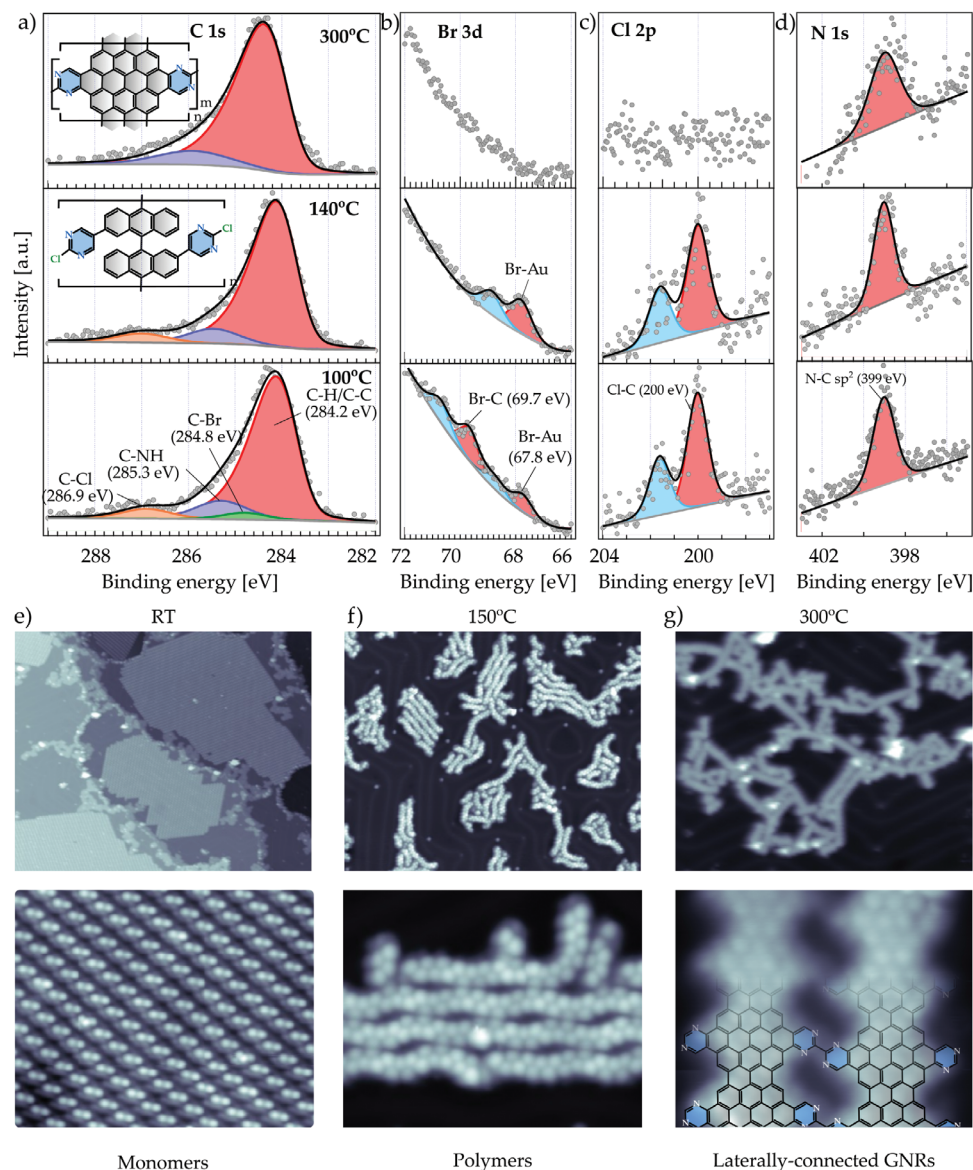 a)
C 1s
300ºC
N
N
N
N
m
n
140ºC
Cl
N
N
N
N
Cl
n
100ºC
C-H/C-C
(284.2 eV)
C-Br
(284.8 eV)
C-NH
(285.3 eV)
C-Cl
(286.9 eV)
Intensity [a.u.]
288 286 284 282
Binding energy [eV]
b)
Br 3d
Br-Au
Br-C (69.7 eV)
Br-Au
(67.8 eV)
72 70 68 66
Binding energy [eV]
c)
Cl 2p
Cl-C (200 eV)
204 200
Binding energy [eV]
d)
N 1s
N-C sp² (399 eV)
402 398
Binding energy [eV]
e) RT
f) 150ºC
g) 300ºC
Monomers
Polymers
Laterally-connected GNRs